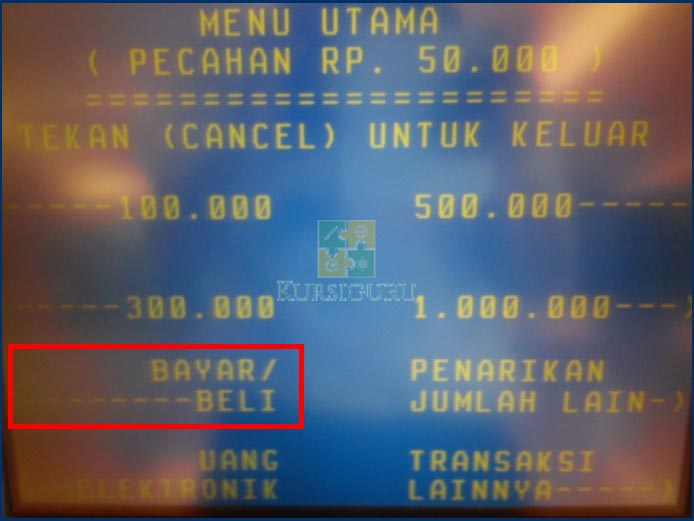 MENU UTAMA
( PECAHAN RP. 50.000 )
=========================
TEKAN (CANCEL) UNTUK KELUAR
-----100.000 500.000-----
KURSIGURU
-----300.000 1.000.000---〉
BAYAR/ PENARIKAN
---------BELI JUMLAH LAIN-〉
UANG TRANSAKSI
---ELEKTRONIK LAINNYA-----〉